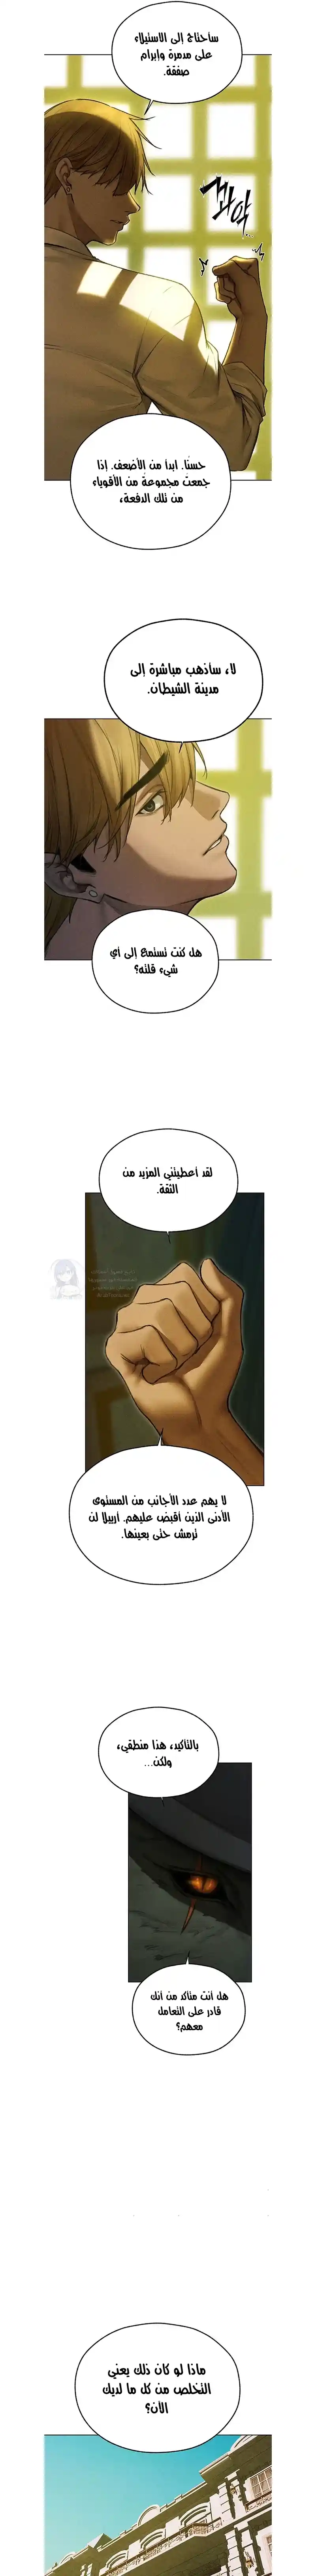 سأحتاج إلى الاستيلاء
على مدمرة وإبرام
صفقة.
콰악
حسنًا. ابدأ من الأضعف. إذا
جمعت مجموعة من الأقوياء
من تلك الدفعة،
لا، سأذهب مباشرة إلى
مدينة الشيطان.
هل كنت تستمع إلى أي
شيء قلته؟
لقد أعطيتني المزيد من
الثقة.
لا يهم عدد الأجانب من المستوى
الأدنى الذين أقبض عليهم. أربيلا لن
ترمش حتى بعينها.
بالتأكيد، هذا منطقي،
ولكن...
هل أنت متأكد من أنك
قادر على التعامل
معهم؟
ماذا لو كان ذلك يعني
التخلص من كل ما لديك
الآن؟